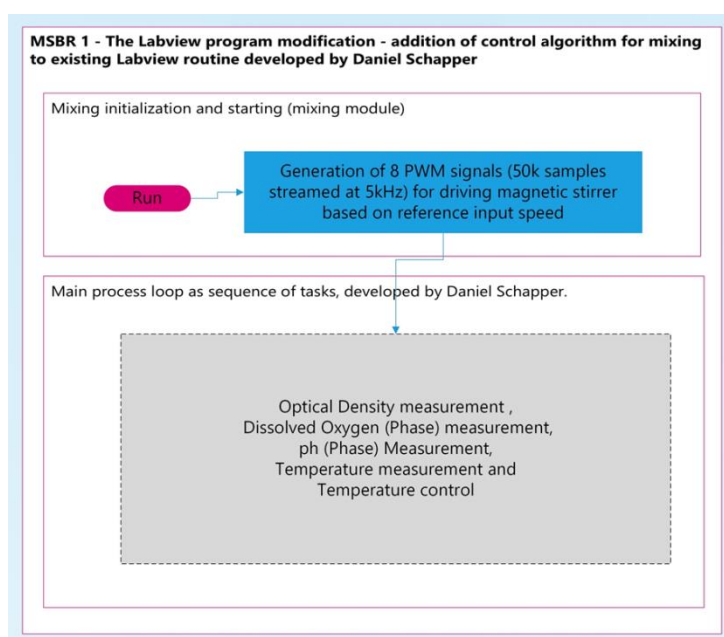 MSBR 1 - The Labview program modification - addition of control algorithm for mixing
to existing Labview routine developed by Daniel Schapper
Mixing initialization and starting (mixing module)
Run
Generation of 8 PWM signals (50k samples
streamed at 5kHz) for driving magnetic stirrer
based on reference input speed
Main process loop as sequence of tasks, developed by Daniel Schapper.
Optical Density measurement ,
Dissolved Oxygen (Phase) measurement,
ph (Phase) Measurement,
Temperature measurement and
Temperature control